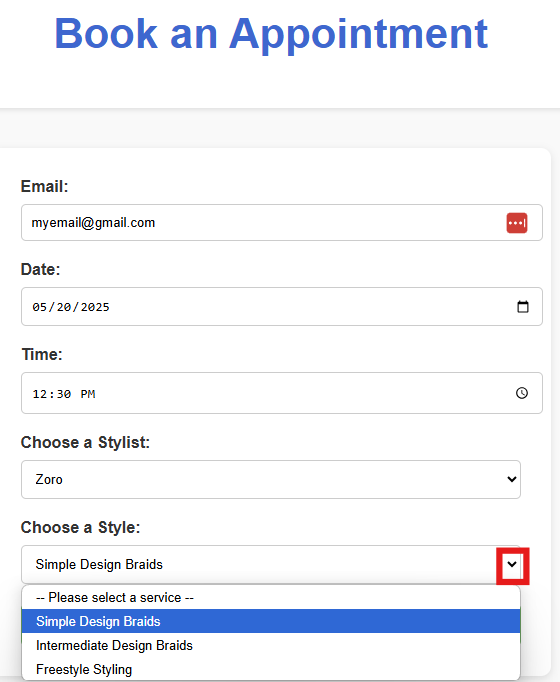 Book an Appointment
Email:
myemail@gmail.com
Date:
05/20/2025
Time:
12:30 PM
Choose a Stylist:
Zoro
Choose a Style:
Simple Design Braids
-- Please select a service --
Simple Design Braids
Intermediate Design Braids
Freestyle Styling